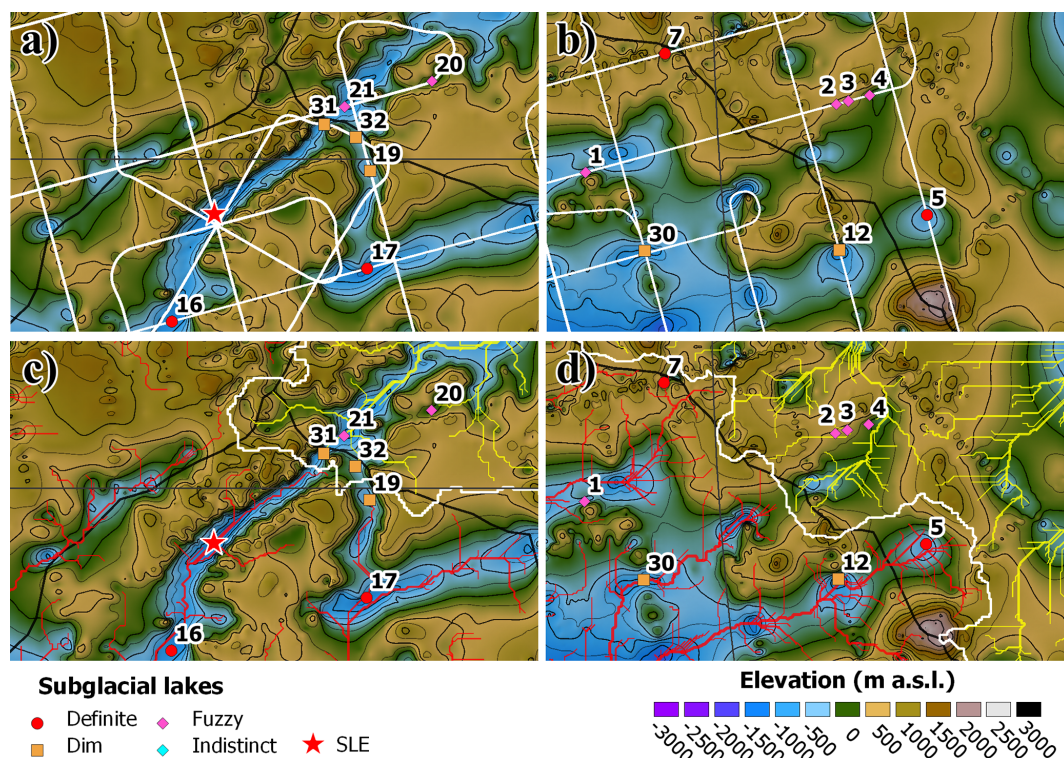 a)
20
21
31
32
19
17
16
b)
7
2 3 4
1
5
30
12
c)
20
21
31
32
19
17
16
d)
7
2 3 4
1
5
30
12
Subglacial lakes
Definite
Fuzzy
Dim
Indistinct
SLE
Elevation (m a.s.l.)
-3000 -2500 -2000 -1500 -1000 -500 0 500 1000 1500 2000 2500 3000